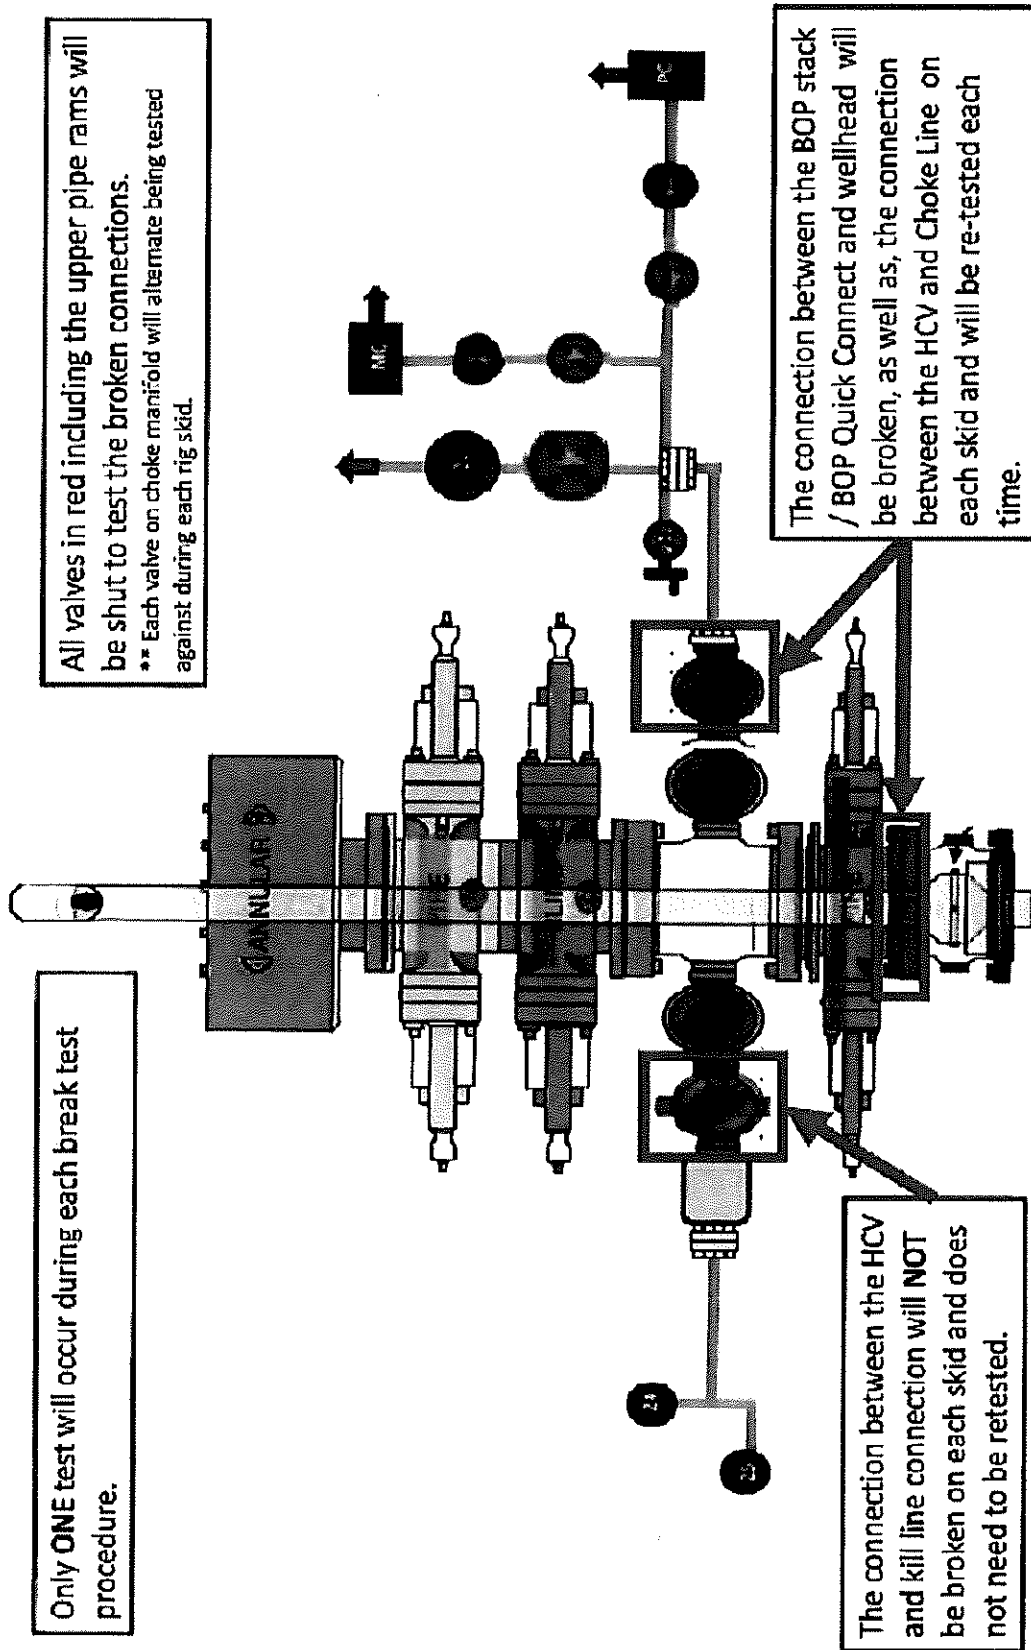 Only ONE test will occur during each break test
procedure.
All valves in red including the upper pipe rams will
be shut to test the broken connections.
** Each valve on choke manifold will alternate being tested
against during each rig skid.
ANNULAR
MC
PC
24
The connection between the HCV
and kill line connection will NOT
be broken on each skid and does
not need to be retested.
The connection between the BOP stack
/ BOP Quick Connect and wellhead will
be broken, as well as, the connection
between the HCV and Choke Line on
each skid and will be re-tested each
time.